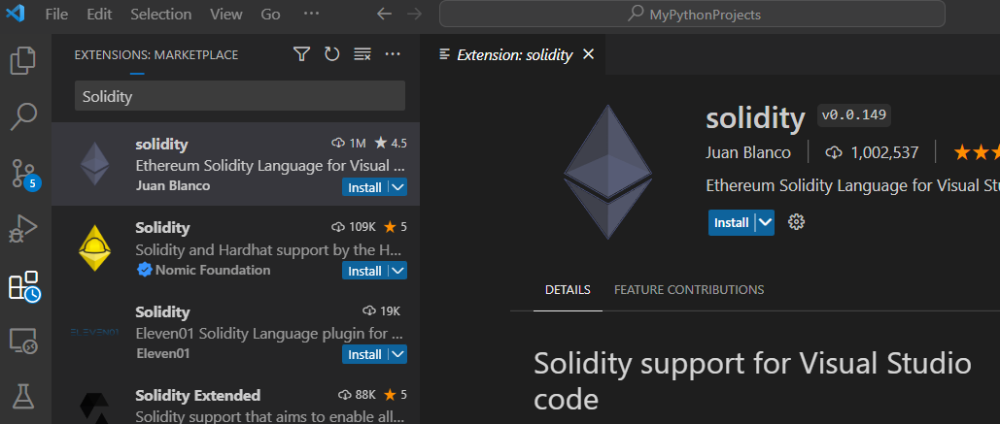 File Edit Selection View Go ··· MyPythonProjects
EXTENSIONS: MARKETPLACE
Solidity
solidity 1M 4.5
Ethereum Solidity Language for Visual ...
Juan Blanco Install
Solidity 109K 5
Solidity and Hardhat support by the H...
Nomic Foundation Install
Solidity 19K
ELEVEN01
Eleven01 Solidity Language plugin for ...
Eleven01 Install
Solidity Extended 88K 5
Solidity support that aims to enable all...
5
Extension: solidity
solidity v0.0.149
Juan Blanco 1,002,537
Ethereum Solidity Language for Visual Stu
Install
DETAILS FEATURE CONTRIBUTIONS
Solidity support for Visual Studio
code